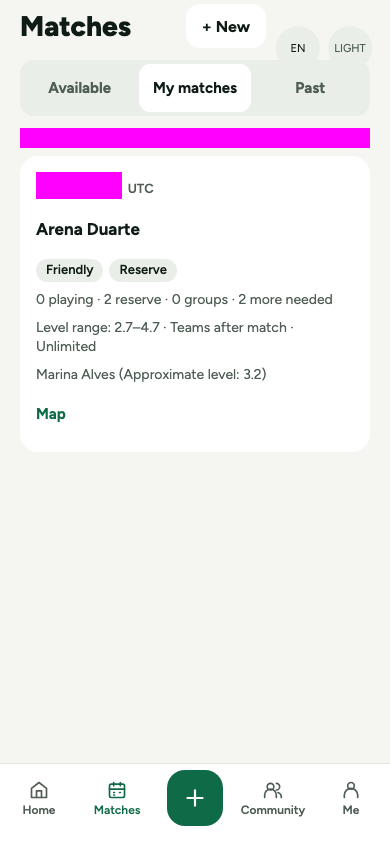 Matches
+ New
EN
LIGHT
Available
My matches
Past
UTC
Arena Duarte
Friendly
Reserve
0 playing · 2 reserve · 0 groups · 2 more needed
Level range: 2.7–4.7 · Teams after match ·
Unlimited
Marina Alves (Approximate level: 3.2)
Map
Home
Matches
Community
Me